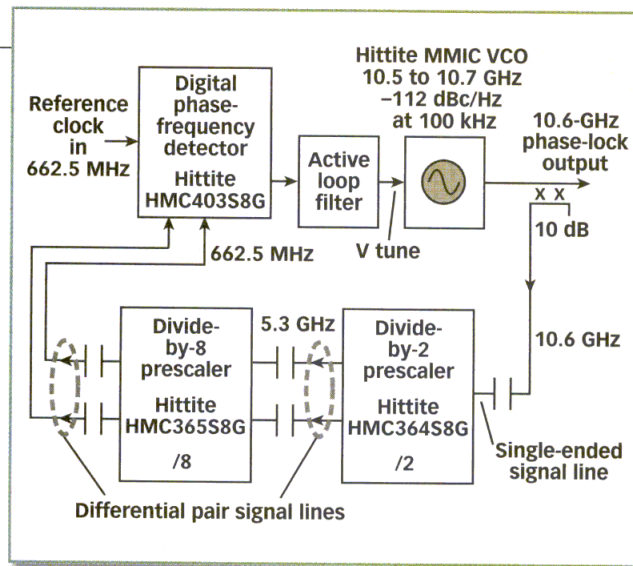 Hittite MMIC VCO
10.5 to 10.7 GHz
–112 dBc/Hz
at 100 kHz
Digital
phase-
frequency
detector
Hittite
HMC403S8G
Reference
clock
in
662.5 MHz
Active
loop
filter
V tune
10.6-GHz
phase-lock
output
X X
10 dB
662.5 MHz
10.6 GHz
5.3 GHz
Divide-
by-8
prescaler
Hittite
HMC365S8G
/8
Divide-
by-2
prescaler
Hittite
HMC364S8G
/2
Single-ended
signal line
Differential pair signal lines